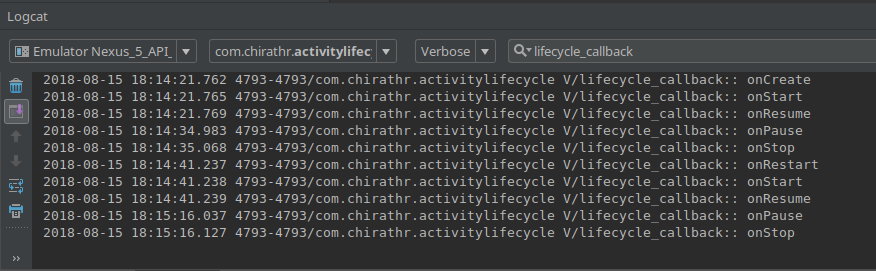 Logcat
Emulator Nexus_5_API_ com.chirathr.activitylifec Verbose lifecycle_callback
2018-08-15 18:14:21.762 4793-4793/com.chirathr.activitylifecycle V/lifecycle_callback:: onCreate
2018-08-15 18:14:21.765 4793-4793/com.chirathr.activitylifecycle V/lifecycle_callback:: onStart
2018-08-15 18:14:21.769 4793-4793/com.chirathr.activitylifecycle V/lifecycle_callback:: onResume
2018-08-15 18:14:34.983 4793-4793/com.chirathr.activitylifecycle V/lifecycle_callback:: onPause
2018-08-15 18:14:35.068 4793-4793/com.chirathr.activitylifecycle V/lifecycle_callback:: onStop
2018-08-15 18:14:41.237 4793-4793/com.chirathr.activitylifecycle V/lifecycle_callback:: onRestart
2018-08-15 18:14:41.238 4793-4793/com.chirathr.activitylifecycle V/lifecycle_callback:: onStart
2018-08-15 18:14:41.239 4793-4793/com.chirathr.activitylifecycle V/lifecycle_callback:: onResume
2018-08-15 18:15:16.037 4793-4793/com.chirathr.activitylifecycle V/lifecycle_callback:: onPause
2018-08-15 18:15:16.127 4793-4793/com.chirathr.activitylifecycle V/lifecycle_callback:: onStop